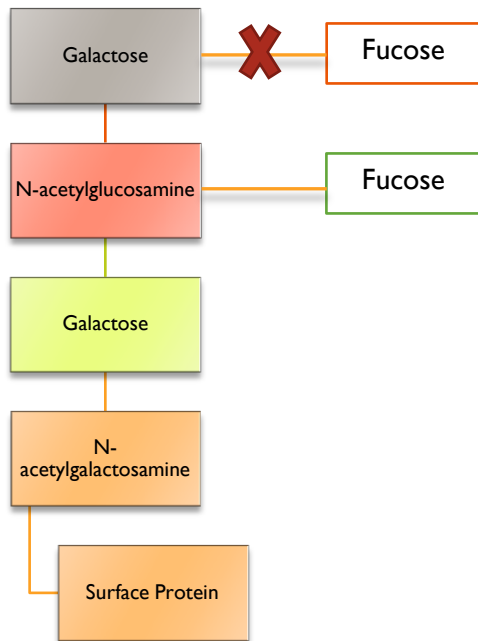 Galactose
Fucose
N-acetylglucosamine
Fucose
Galactose
N-
acetylgalactosamine
Surface Protein